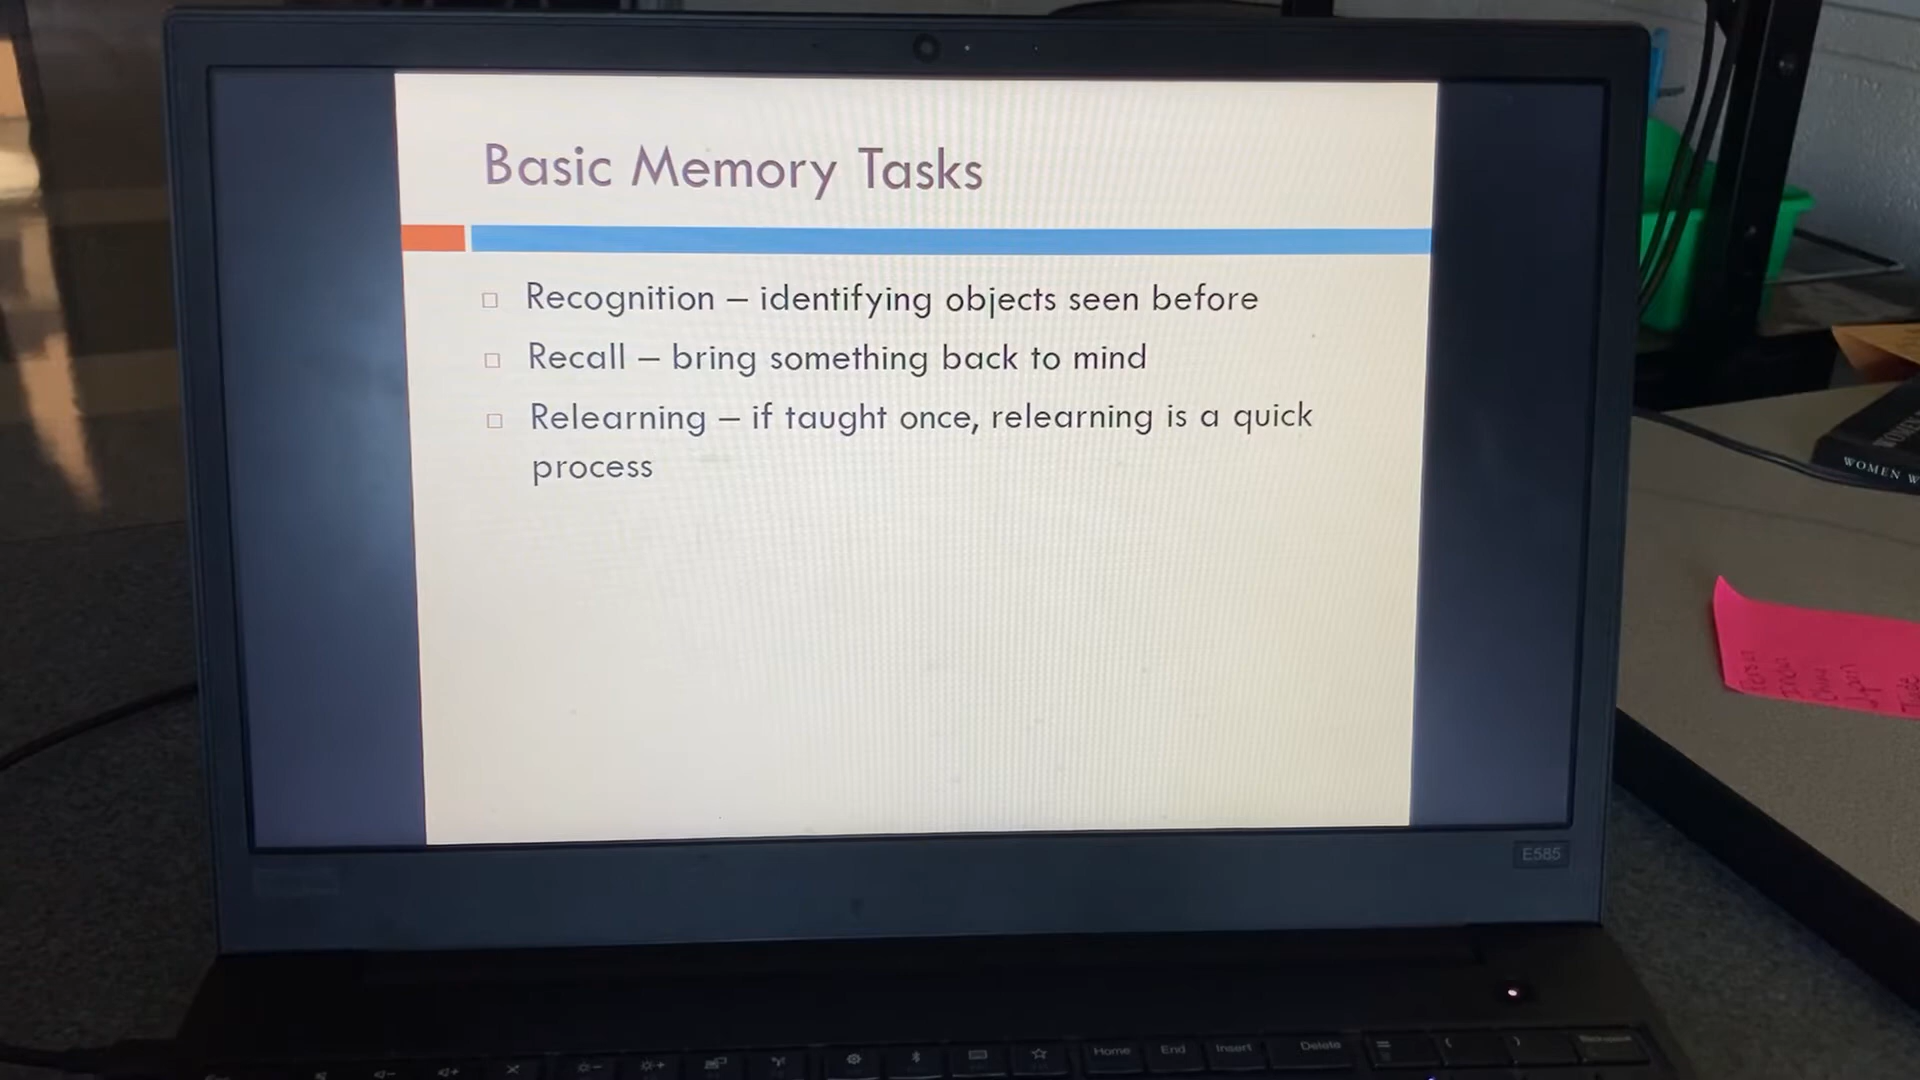 Basic Memory Tasks
Recognition – identifying objects seen before
Recall – bring something back to mind
Relearning – if taught once, relearning is a quick
process
E585
WOMEN
Home End Insert Delete